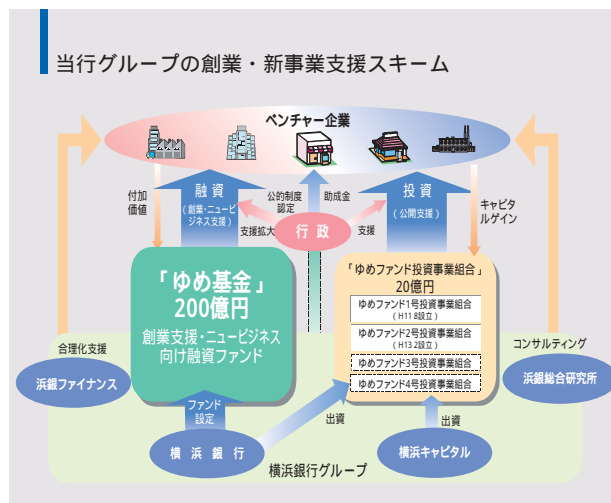 当行グループの創業・新事業支援スキーム
ベンチャー企業
付加
価値
融資
(創業・ニュービ
ジネス支援)
公的制度
認定
助成金
投資
(公開支援)
キャピタ
ルゲイン
支援拡大
行政
支援
「ゆめ基金」
200億円
創業支援・ニュービジネス
向け融資ファンド
「ゆめファンド投資事業組合」
20億円
ゆめファンド1号投資事業組合
(H11 8設立)
ゆめファンド2号投資事業組合
(H13 2設立)
ゆめファンド3号投資事業組合
ゆめファンド4号投資事業組合
合理化支援
浜銀ファイナンス
コンサルティング
浜銀総合研究所
ファンド
設定
出資
出資
横浜銀行
横浜キャピタル
横浜銀行グループ